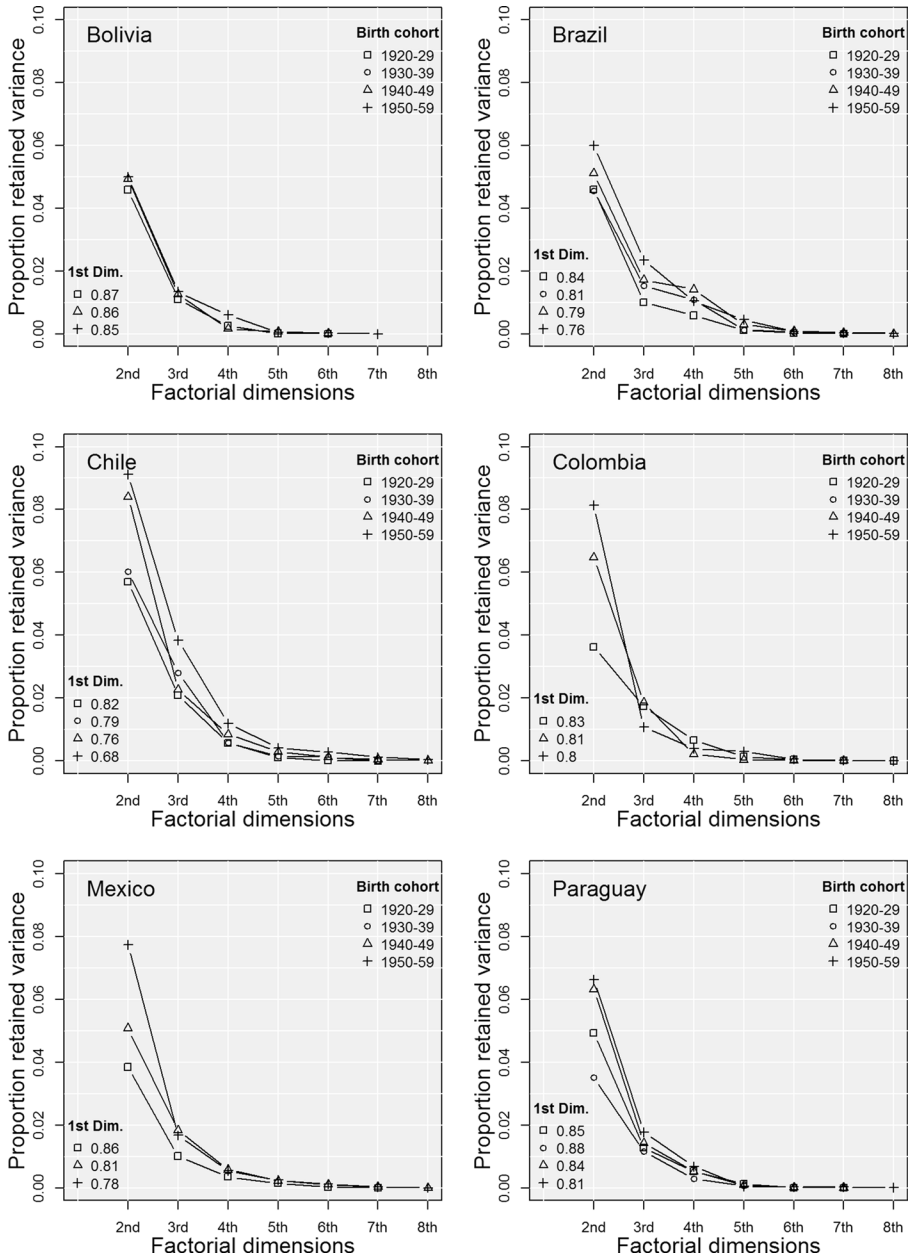 Bolivia
Birth cohort
1920-29
1930-39
1940-49
1950-59
1st Dim.
0.87
0.86
0.85
Proportion retained variance
0.00 0.02 0.04 0.06 0.08 0.10
2nd 3rd 4th 5th 6th 7th 8th
Factorial dimensions
Brazil
Birth cohort
1920-29
1930-39
1940-49
1950-59
1st Dim.
0.84
0.81
0.79
0.76
Proportion retained variance
0.00 0.02 0.04 0.06 0.08 0.10
2nd 3rd 4th 5th 6th 7th 8th
Factorial dimensions
Chile
Birth cohort
1920-29
1930-39
1940-49
1950-59
1st Dim.
0.82
0.79
0.76
0.68
Proportion retained variance
0.00 0.02 0.04 0.06 0.08 0.10
2nd 3rd 4th 5th 6th 7th 8th
Factorial dimensions
Colombia
Birth cohort
1920-29
1930-39
1940-49
1950-59
1st Dim.
0.83
0.81
0.8
Proportion retained variance
0.00 0.02 0.04 0.06 0.08 0.10
2nd 3rd 4th 5th 6th 7th 8th
Factorial dimensions
Mexico
Birth cohort
1920-29
1930-39
1940-49
1950-59
1st Dim.
0.86
0.81
0.78
Proportion retained variance
0.00 0.02 0.04 0.06 0.08 0.10
2nd 3rd 4th 5th 6th 7th 8th
Factorial dimensions
Paraguay
Birth cohort
1920-29
1930-39
1940-49
1950-59
1st Dim.
0.85
0.88
0.84
0.81
Proportion retained variance
0.00 0.02 0.04 0.06 0.08 0.10
2nd 3rd 4th 5th 6th 7th 8th
Factorial dimensions